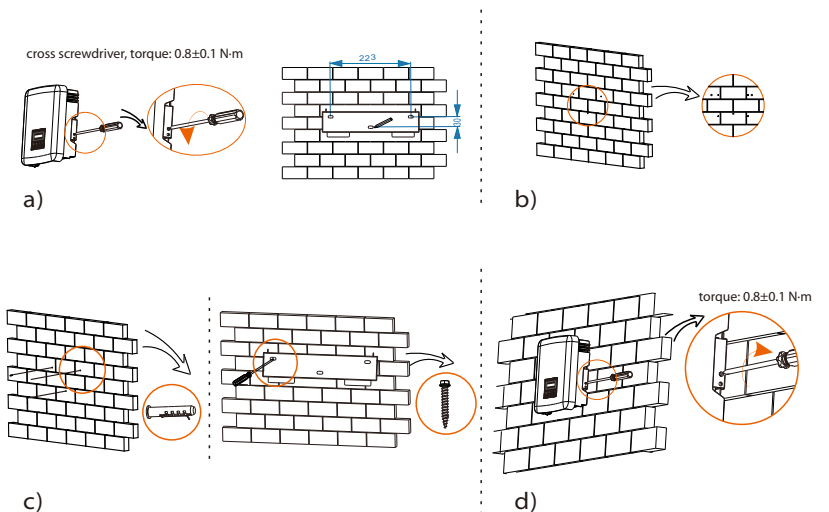 cross screwdriver, torque: 0.8±0.1 N·m
223
30
a)
b)
torque: 0.8±0.1 N·m
c)
d)